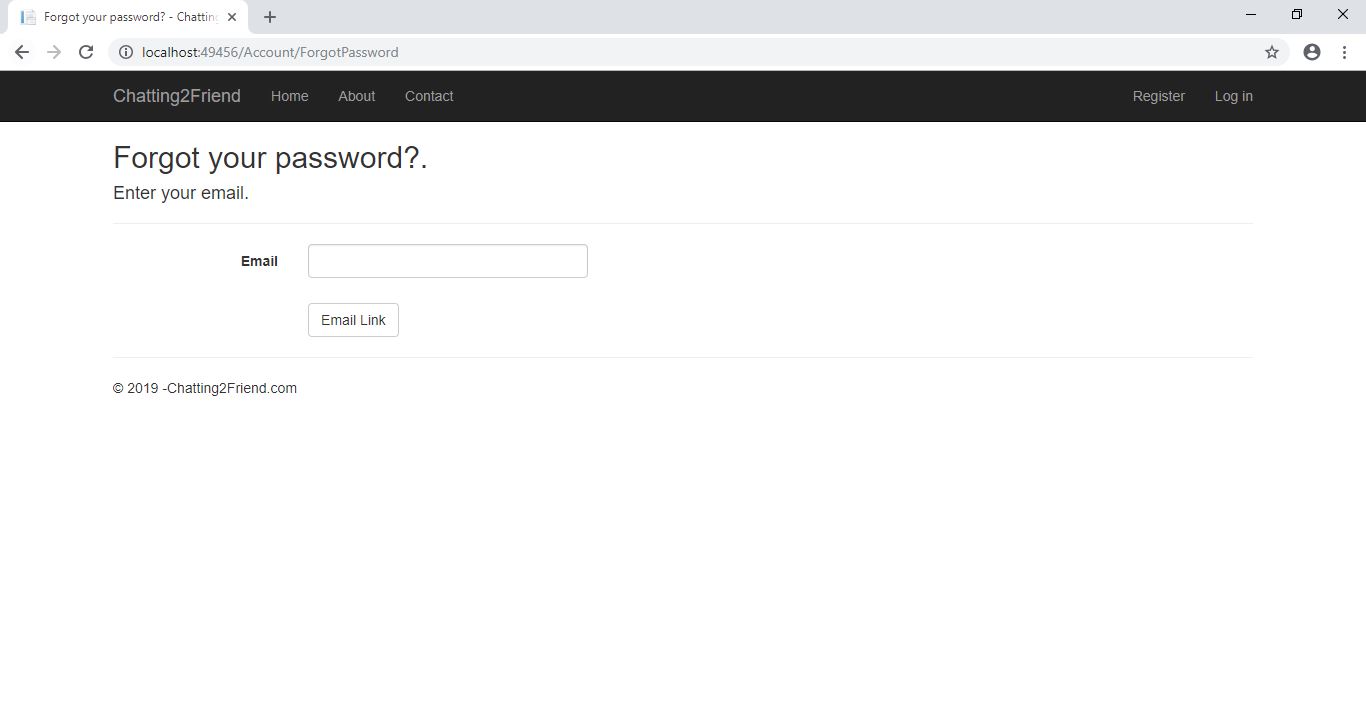 Forgot your password? - Chatting
localhost:49456/Account/ForgotPassword
Chatting2Friend Home About Contact Register Log in
Forgot your password?.
Enter your email.
Email
Email Link
© 2019 -Chatting2Friend.com